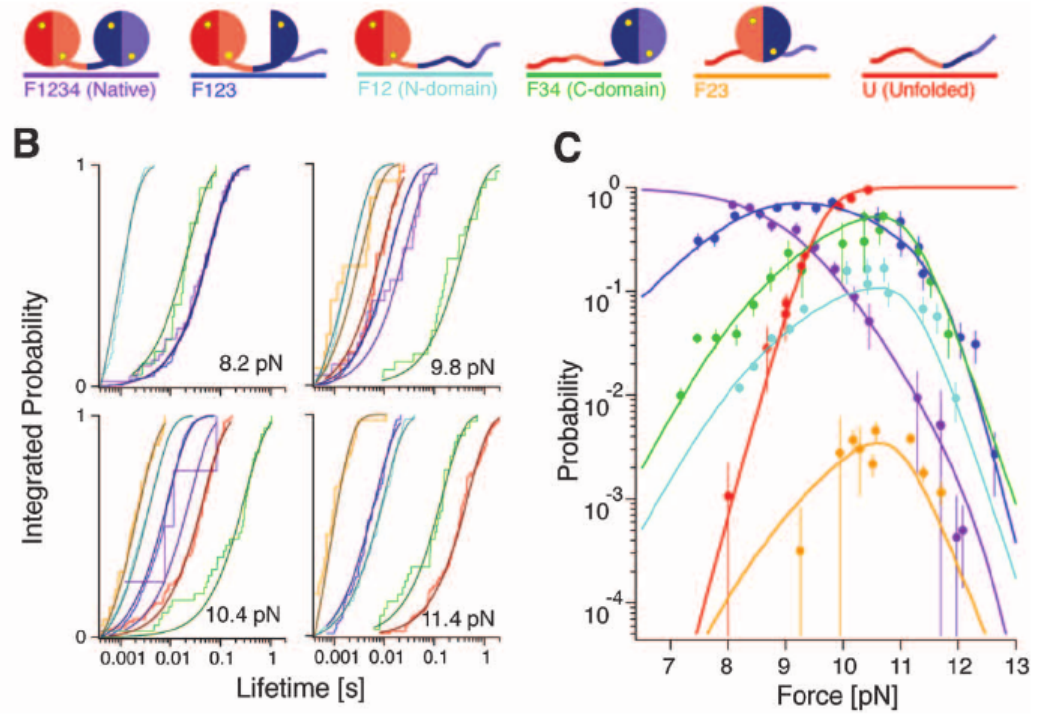 F1234 (Native) F123 F12 (N-domain) F34 (C-domain) F23 U (Unfolded)
B
C
Integrated Probability
1
0
8.2 pN
9.8 pN
1
0
10.4 pN
11.4 pN
0.001 0.01 0.1 1
0.001 0.01 0.1 1
Lifetime [s]
Probability
10⁰
10⁻¹
10⁻²
10⁻³
10⁻⁴
7 8 9 10 11 12 13
Force [pN]